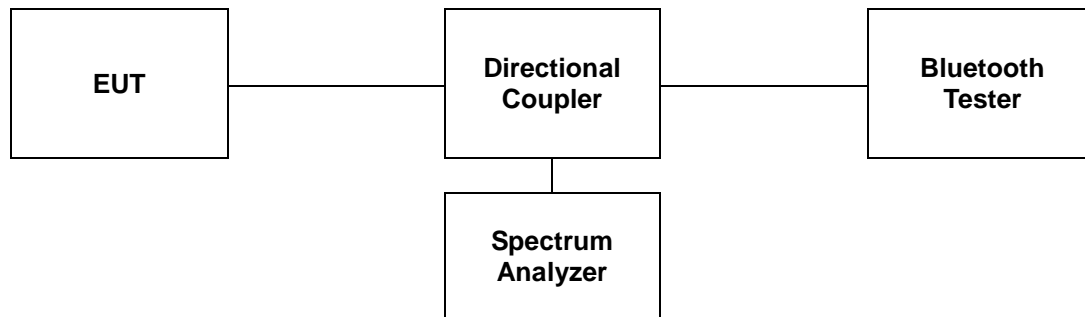 EUT
Directional
Coupler
Bluetooth
Tester
Spectrum
Analyzer